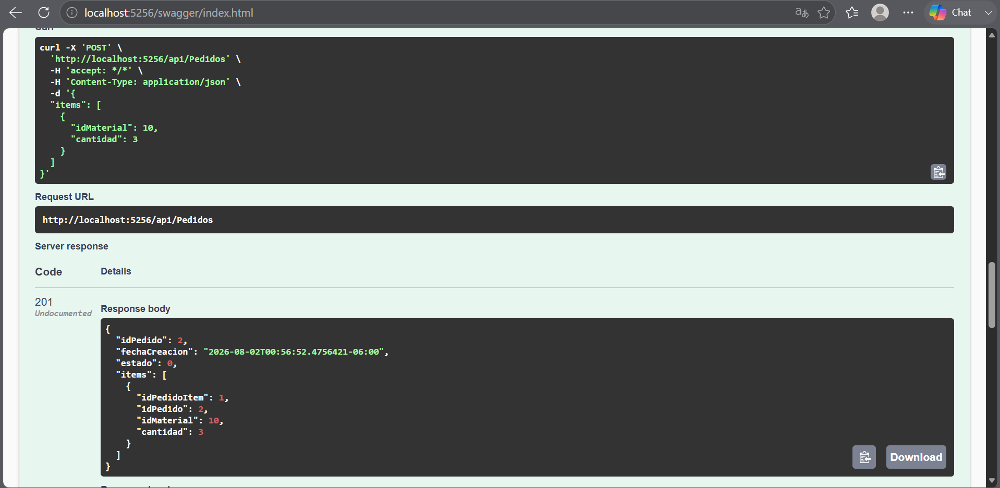 localhost:5256/swagger/index.html
Chat
Curl
curl -X 'POST' \
  'http://localhost:5256/api/Pedidos' \
  -H 'accept: */*' \
  -H 'Content-Type: application/json' \
  -d '{
  "items": [
    {
      "idMaterial": 10,
      "cantidad": 3
    }
  ]
}'
Request URL
http://localhost:5256/api/Pedidos
Server response
Code Details
201
Undocumented
Response body
{
  "idPedido": 2,
  "fechaCreacion": "2026-08-02T00:56:52.4756421-06:00",
  "estado": 0,
  "items": [
    {
      "idPedidoItem": 1,
      "idPedido": 2,
      "idMaterial": 10,
      "cantidad": 3
    }
  ]
}
Download